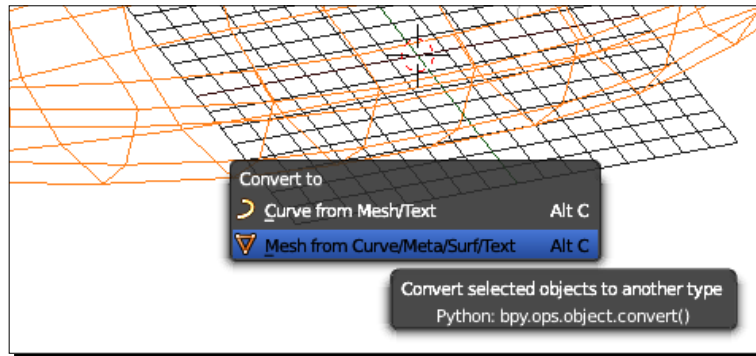 Convert to
Curve from Mesh/Text Alt C
Mesh from Curve/Meta/Surf/Text Alt C
Convert selected objects to another type
Python: bpy.ops.object.convert()